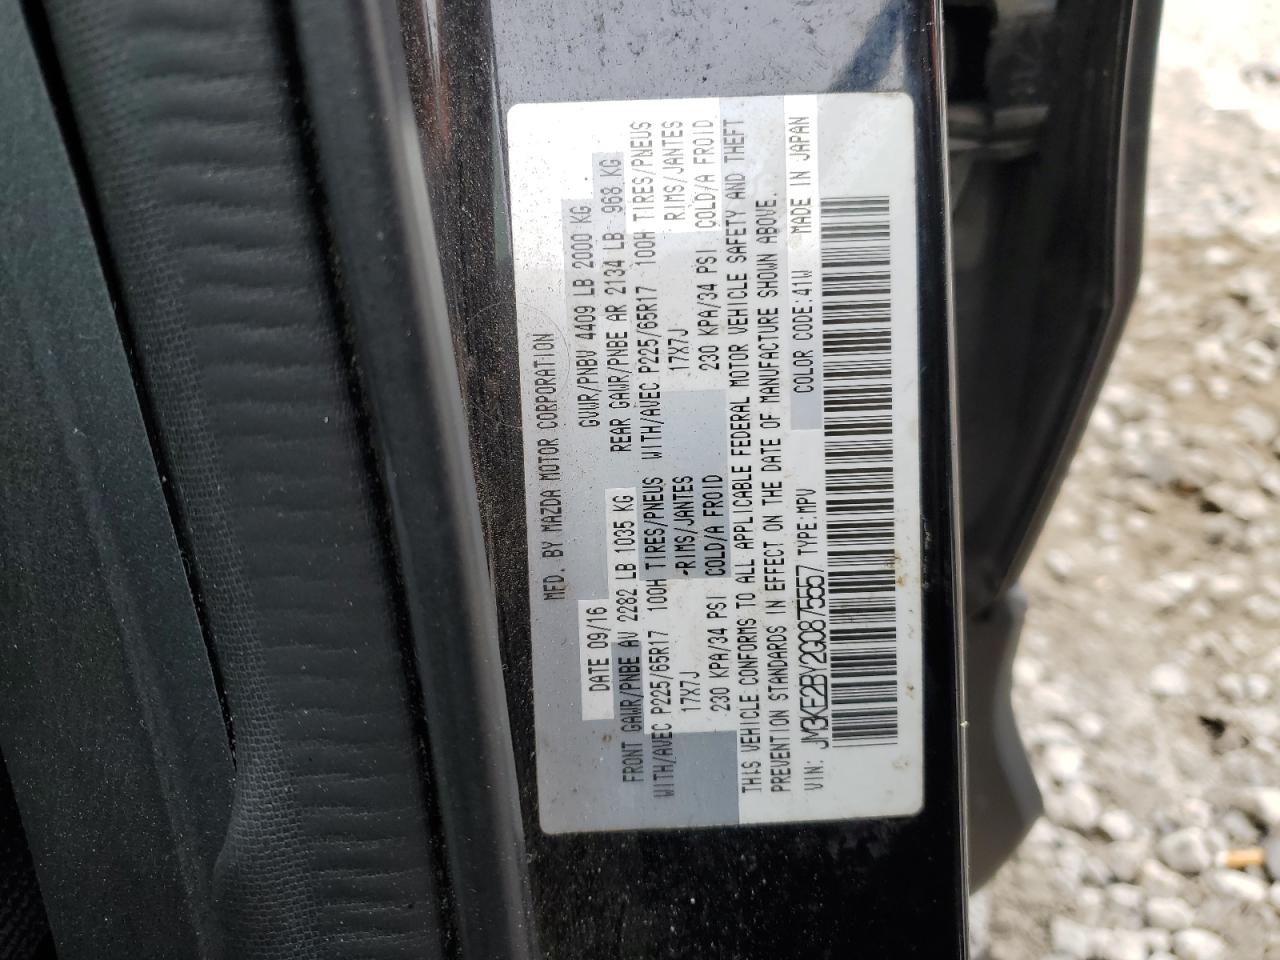 MFD. BY MAZDA MOTOR CORPORATION
DATE 09/16 GVWR/PNBV 4409 LB 2000 KG
FRONT GAWR/PNBE AV 2282 LB 1035 KG REAR GAWR/PNBE AR 2134 LB 968 KG
WITH/AVEC P225/65R17 100H TIRES/PNEUS WITH/AVEC P225/65R17 100H TIRES/PNEUS
17X7J -RIMS/JANTES 17X7J RIMS/JANTES
230 KPA/34 PSI COLD/A FROID 230 KPA/34 PSI COLD/A FROID
THIS VEHICLE CONFORMS TO ALL APPLICABLE FEDERAL MOTOR VEHICLE SAFETY AND THEFT
PREVENTION STANDARDS IN EFFECT ON THE DATE OF MANUFACTURE SHOWN ABOVE.
VIN: JM3KE2BY2G0875557 TYPE:MPV COLOR CODE:41W MADE IN JAPAN